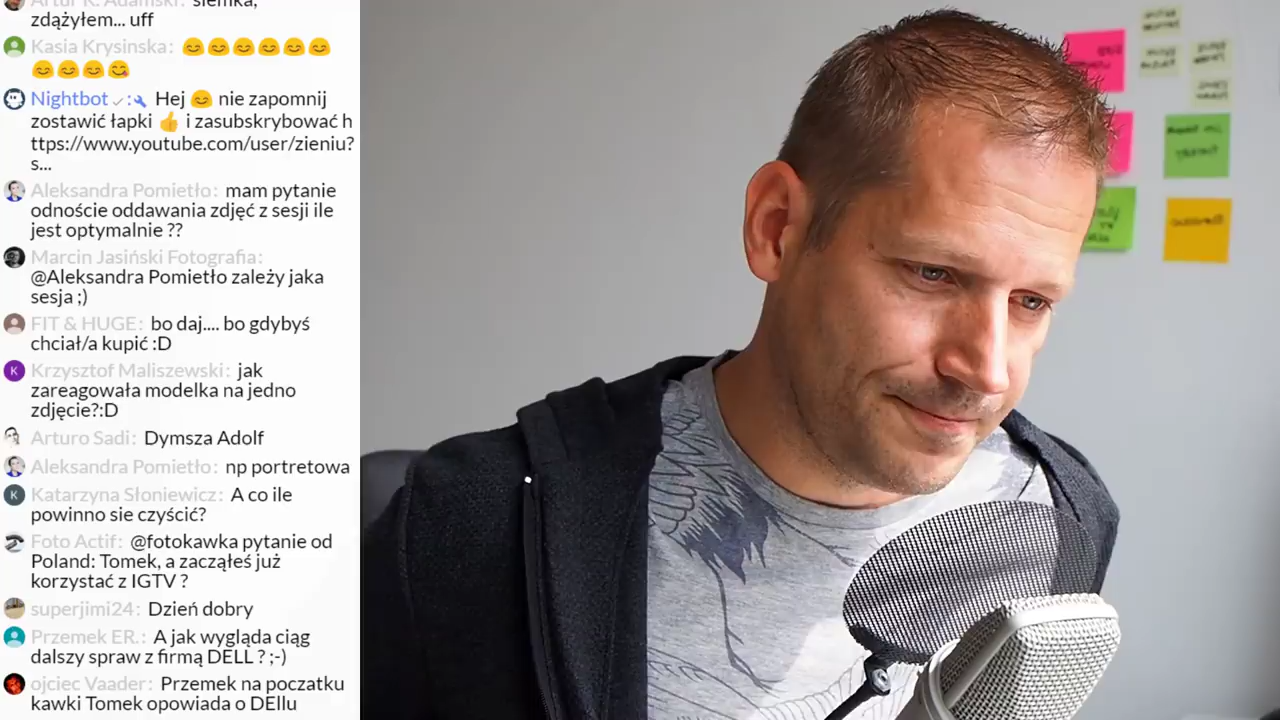 Artur K. Adamski: siemka,
zdążyłem... uff
Kasia Krysinska: 😊😊😊😊😊😊
😊😊😊😋
Nightbot ✓:🔧 Hej 😊 nie zapomnij
zostawić łapki 👍 i zasubskrybować h
ttps://www.youtube.com/user/zieniu?
s...
Aleksandra Pomietło: mam pytanie
odnoście oddawania zdjęć z sesji ile
jest optymalnie ??
Marcin Jasiński Fotografia:
@Aleksandra Pomietło zależy jaka
sesja ;)
FIT & HUGE: bo daj.... bo gdybyś
chciał/a kupić :D
K Krzysztof Maliszewski: jak
zareagowała modelka na jedno
zdjęcie?:D
Arturo Sadi: Dymsza Adolf
Aleksandra Pomietło: np portretowa
K Katarzyna Słoniewicz: A co ile
powinno sie czyścić?
Foto Actif: @fotokawka pytanie od
Poland: Tomek, a zacząłeś już
korzystać z IGTV ?
superjimi24: Dzień dobry
Przemek ER.: A jak wygląda ciąg
dalszy spraw z firmą DELL ? ;-)
ojciec Vaader: Przemek na poczatku
kawki Tomek opowiada o DEllu